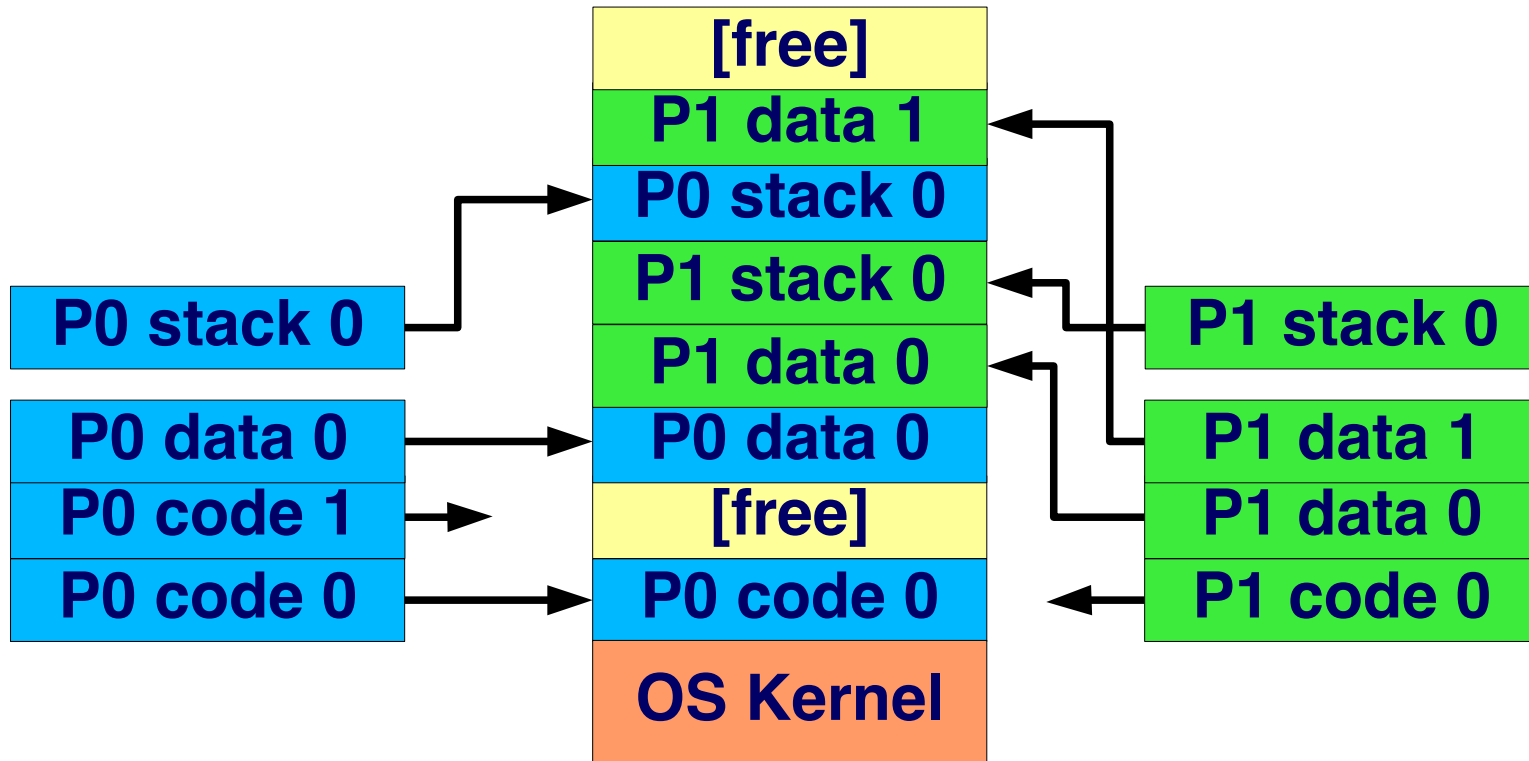 P0 stack 0
P0 data 0
P0 code 1
P0 code 0
[free]
P1 data 1
P0 stack 0
P1 stack 0
P1 data 0
P0 data 0
[free]
P0 code 0
OS Kernel
P1 stack 0
P1 data 1
P1 data 0
P1 code 0